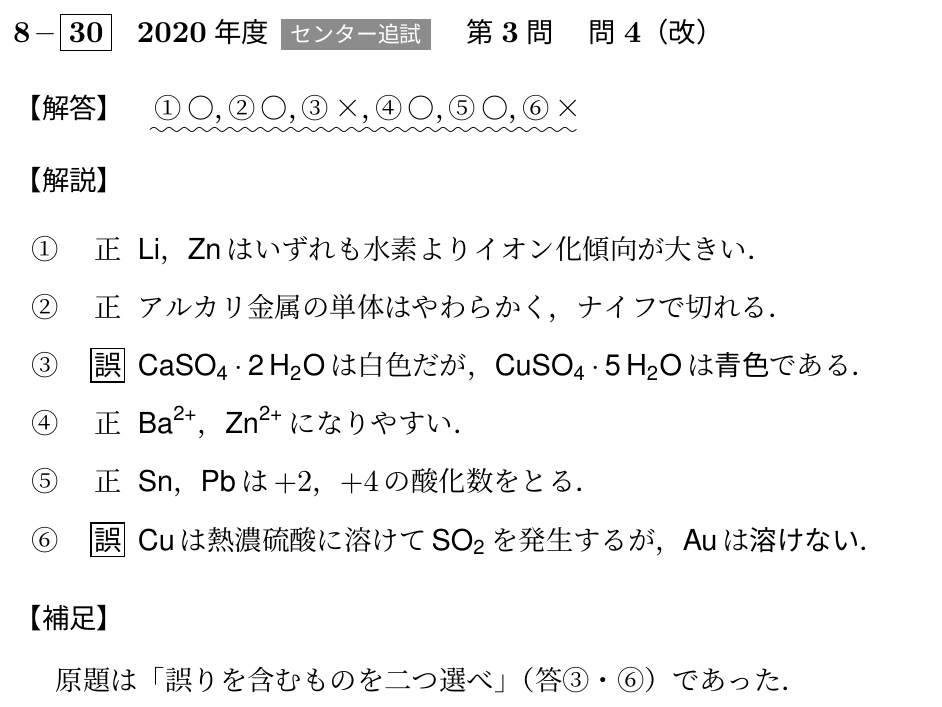 8－30 2020 年度 センター追試 第 3 問 問 4（改）
【解答】 ①○,②○,③×,④○,⑤○,⑥×
【解説】
① 正 Li，Znはいずれも水素よりイオン化傾向が大きい．
② 正 アルカリ金属の単体はやわらかく，ナイフで切れる．
③ 誤 CaSO₄・2H₂Oは白色だが，CuSO₄・5H₂Oは青色である．
④ 正 Ba²⁺，Zn²⁺になりやすい．
⑤ 正 Sn，Pbは+2，+4の酸化数をとる．
⑥ 誤 Cuは熱濃硫酸に溶けてSO₂を発生するが，Auは溶けない．
【補足】
原題は「誤りを含むものを二つ選べ」（答③・⑥）であった．